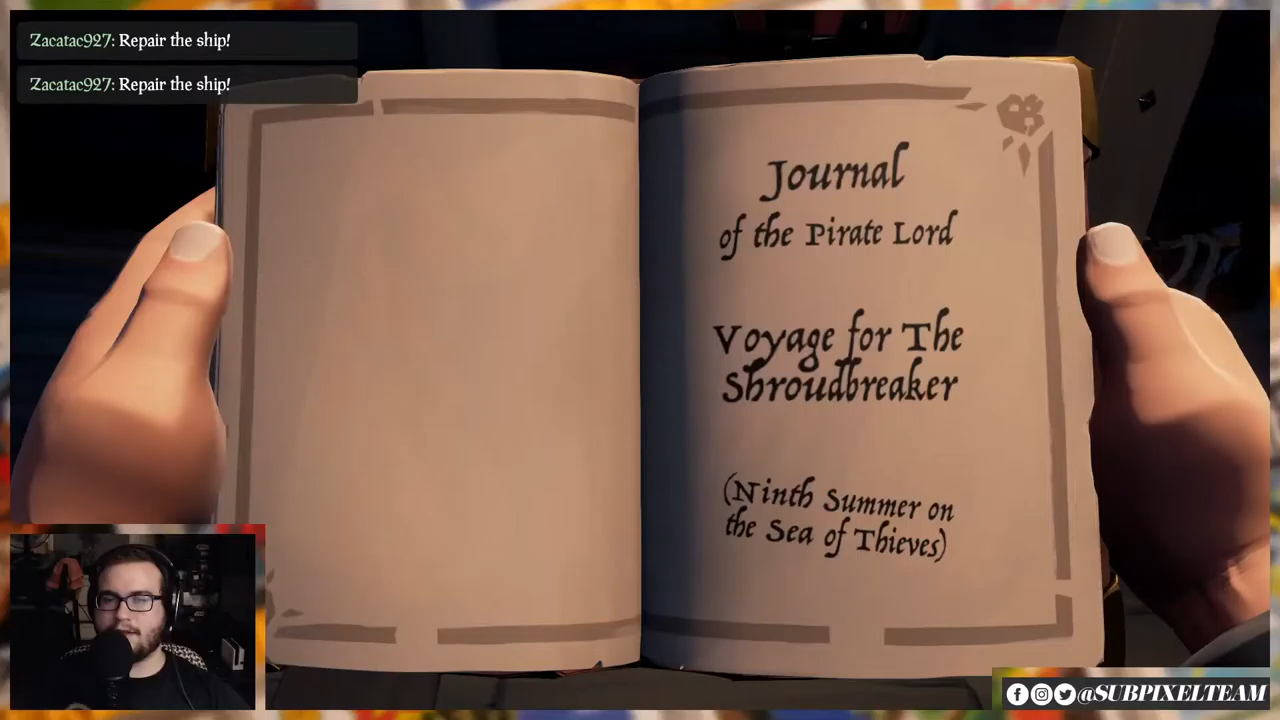 Zacatac927: Repair the ship!
Zacatac927: Repair the ship!
Journal
of the Pirate Lord
Voyage for The
Shroudbreaker
(Ninth Summer on
the Sea of Thieves)
@SUBPIXELTEAM